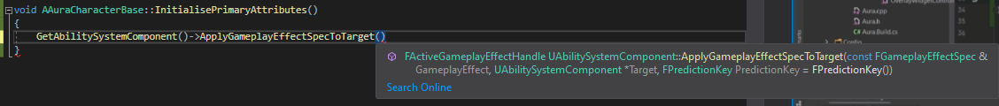 void AAuraCharacterBase::InitialisePrimaryAttributes()
{
GetAbilitySystemComponent()->ApplyGameplayEffectSpecToTarget()
}
FActiveGameplayEffectHandle UAbilitySystemComponent::ApplyGameplayEffectSpecToTarget(const FGameplayEffectSpec &
GameplayEffect, UAbilitySystemComponent *Target, FPredictionKey PredictionKey = FPredictionKey())
Search Online
Aura.cpp
Aura.h
C# Aura.Build.cs
Config
34
35
36